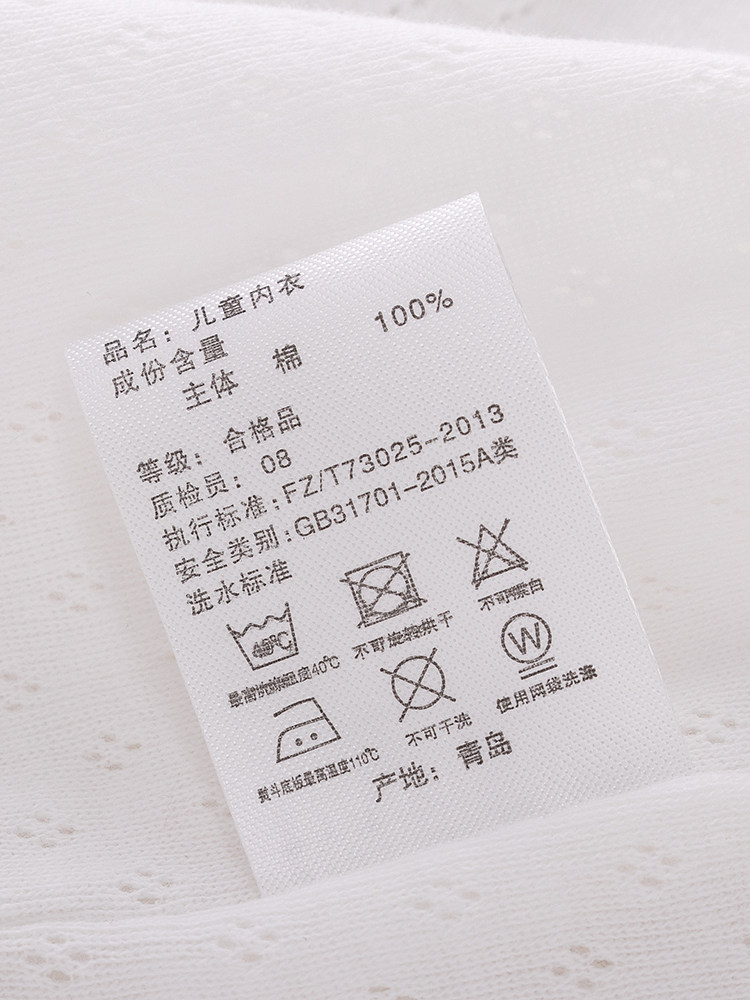 品名：儿童内衣
成份含量
主体 棉 100%
等级：合格品
质检员：08
执行标准：FZ/T73025-2013
安全类别：GB31701-2015A类
洗水标准
40℃
最高洗涤温度40℃
不可旋转烘干
不可漂白
熨斗底板最高温度110℃
不可干洗
W
使用网袋洗涤
产地：青岛